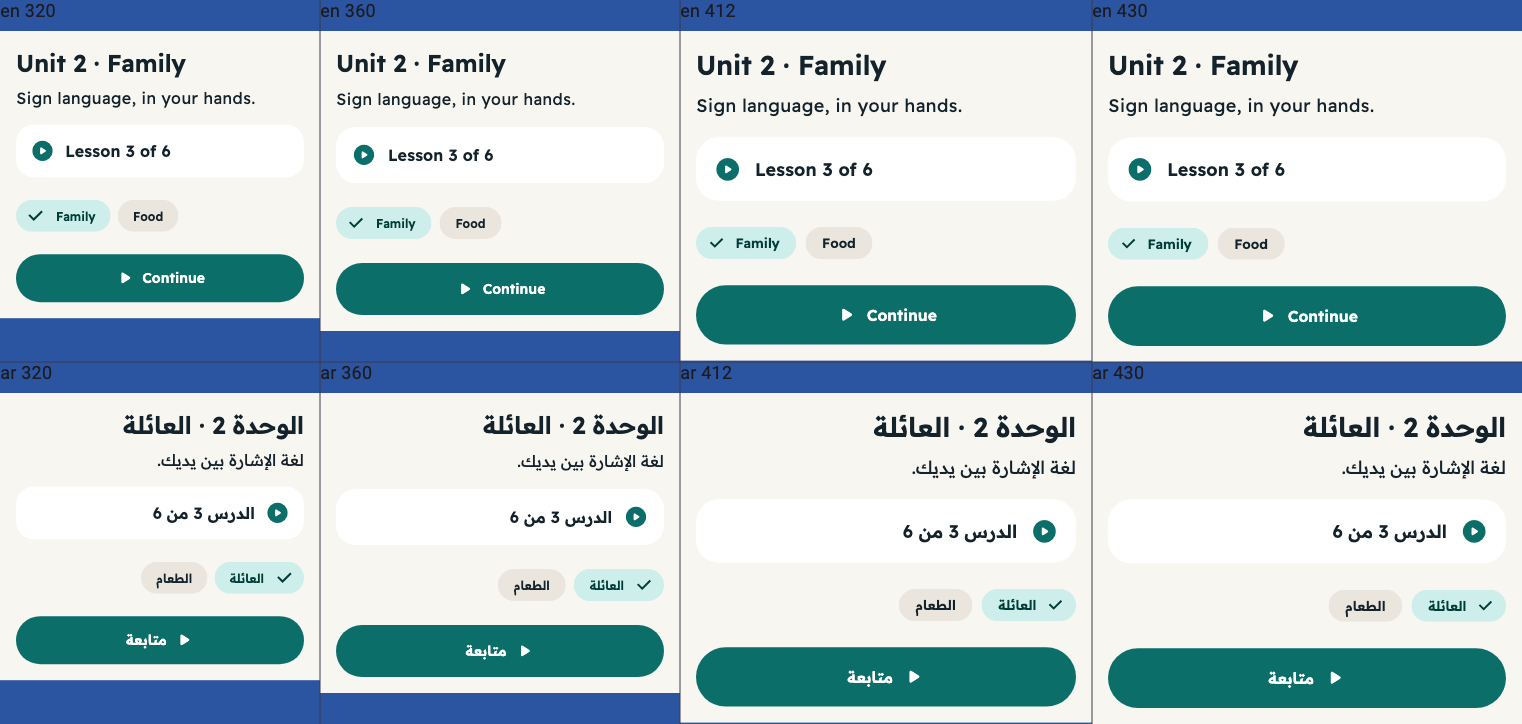 en 320
Unit 2 · Family
Sign language, in your hands.
Lesson 3 of 6
Family
Food
Continue
en 360
Unit 2 · Family
Sign language, in your hands.
Lesson 3 of 6
Family
Food
Continue
en 412
Unit 2 · Family
Sign language, in your hands.
Lesson 3 of 6
Family
Food
Continue
en 430
Unit 2 · Family
Sign language, in your hands.
Lesson 3 of 6
Family
Food
Continue
ar 320
الوحدة 2 · العائلة
لغة الإشارة بين يديك.
الدرس 3 من 6
العائلة
الطعام
متابعة
ar 360
الوحدة 2 · العائلة
لغة الإشارة بين يديك.
الدرس 3 من 6
العائلة
الطعام
متابعة
ar 412
الوحدة 2 · العائلة
لغة الإشارة بين يديك.
الدرس 3 من 6
العائلة
الطعام
متابعة
ar 430
الوحدة 2 · العائلة
لغة الإشارة بين يديك.
الدرس 3 من 6
العائلة
الطعام
متابعة